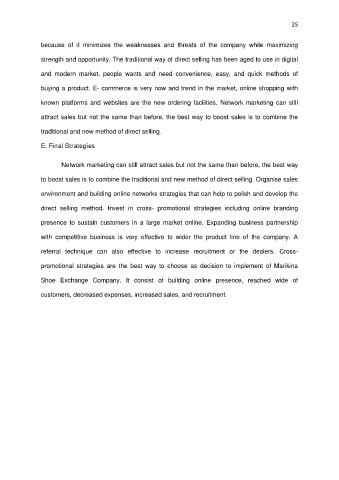 25
because of it minimizes the weaknesses and threats of the company while maximizing
strength and opportunity. The traditional way of direct selling has been aged to use in digital
and modern market, people wants and need convenience, easy, and quick methods of
buying a product. E- commerce is very now and trend in the market, online shopping with
known platforms and websites are the new ordering facilities. Network marketing can still
attract sales but not the same than before, the best way to boost sales is to combine the
traditional and new method of direct selling.
E. Final Strategies
Network marketing can still attract sales but not the same than before, the best way
to boost sales is to combine the traditional and new method of direct selling. Organise sales
environment and building online networks strategies that can help to polish and develop the
direct selling method. Invest in cross- promotional strategies including online branding
presence to sustain customers in a large market online. Expanding business partnership
with competitive business is very effective to wider the product line of the company. A
referral technique can also effective to increase recruitment or the dealers. Cross-
promotional strategies are the best way to choose as decision to implement of Marikina
Shoe Exchange Company. It consist of building online presence, reached wide of
customers, decreased expenses, increased sales, and recruitment.